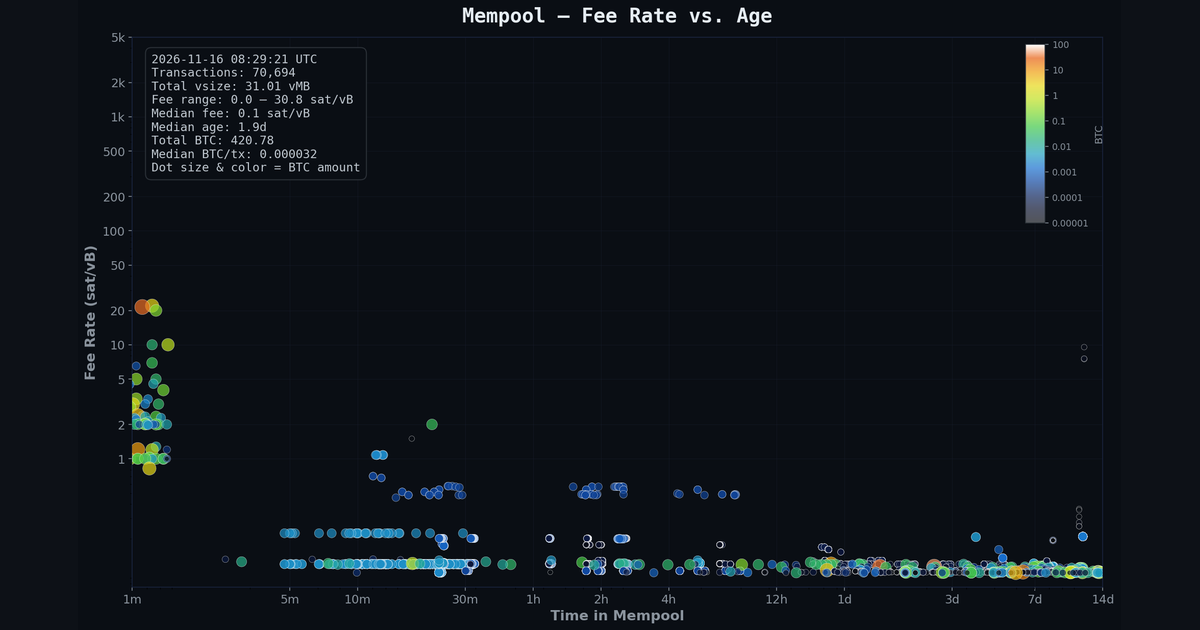 Mempool — Fee Rate vs. Age
2026-11-16 08:29:21 UTC
Transactions: 70,694
Total vsize: 31.01 vMB
Fee range: 0.0 – 30.8 sat/vB
Median fee: 0.1 sat/vB
Median age: 1.9d
Total BTC: 420.78
Median BTC/tx: 0.000032
Dot size & color = BTC amount
100
10
1
0.1
0.01
0.001
0.0001
0.00001
BTC
Fee Rate (sat/vB)
5k
2k
1k
500
200
100
50
20
10
5
2
1
1m
5m
10m
30m
1h
2h
4h
12h
1d
3d
7d
14d
Time in Mempool